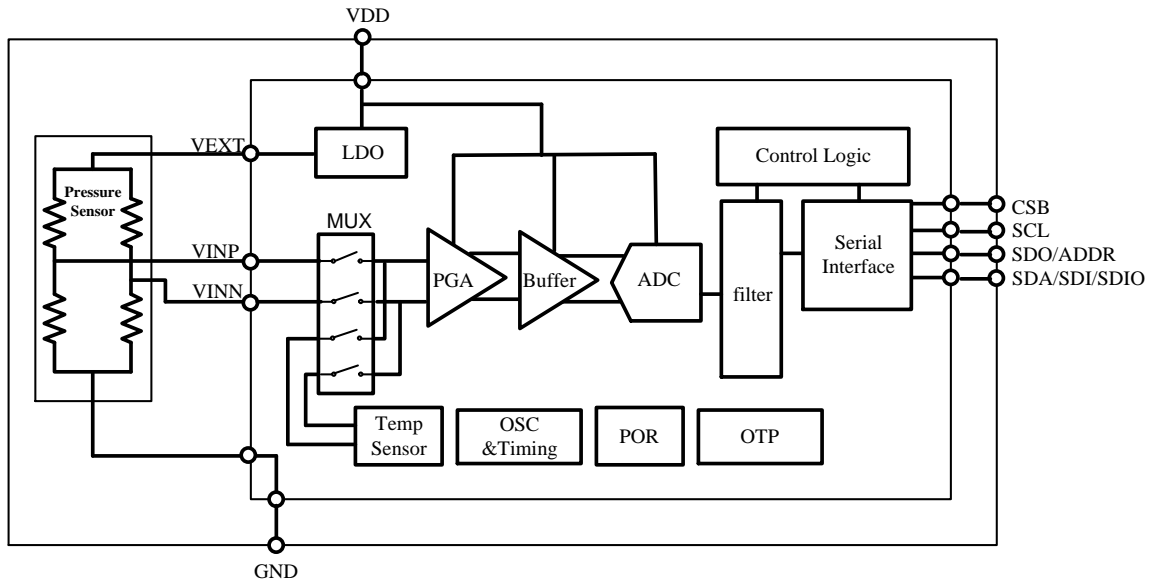 VDD
VEXT
LDO
Control Logic
Pressure
Sensor
MUX
CSB
SCL
SDO/ADDR
SDA/SDI/SDIO
VINP
VINN
PGA
Buffer
ADC
filter
Serial
Interface
Temp
Sensor
OSC
&Timing
POR
OTP
GND